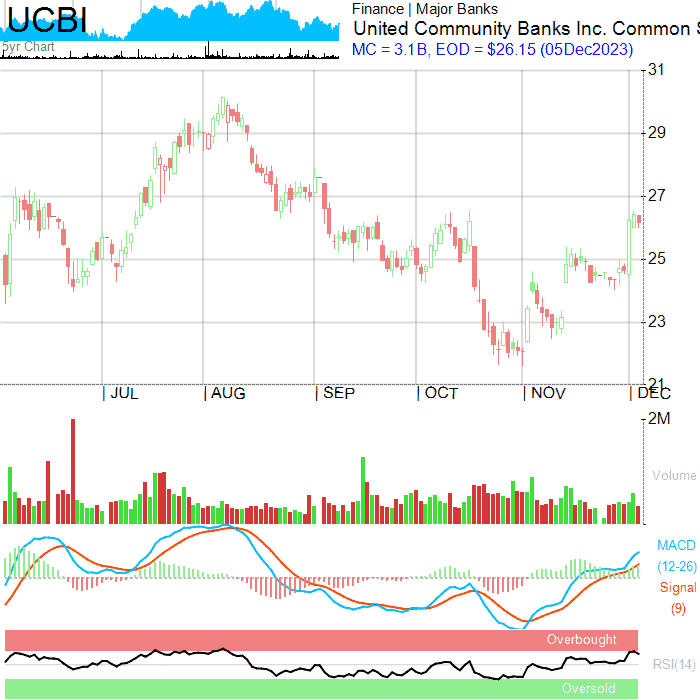 UCBI
5yr Chart
Finance | Major Banks
United Community Banks Inc. Common S
MC = 3.1B, EOD = $26.15 (05Dec2023)
31
29
27
25
23
21
| JUL | AUG | SEP | OCT | NOV | DEC
2M
Volume
MACD
(12-26)
Signal
(9)
Overbought
RSI(14)
Oversold